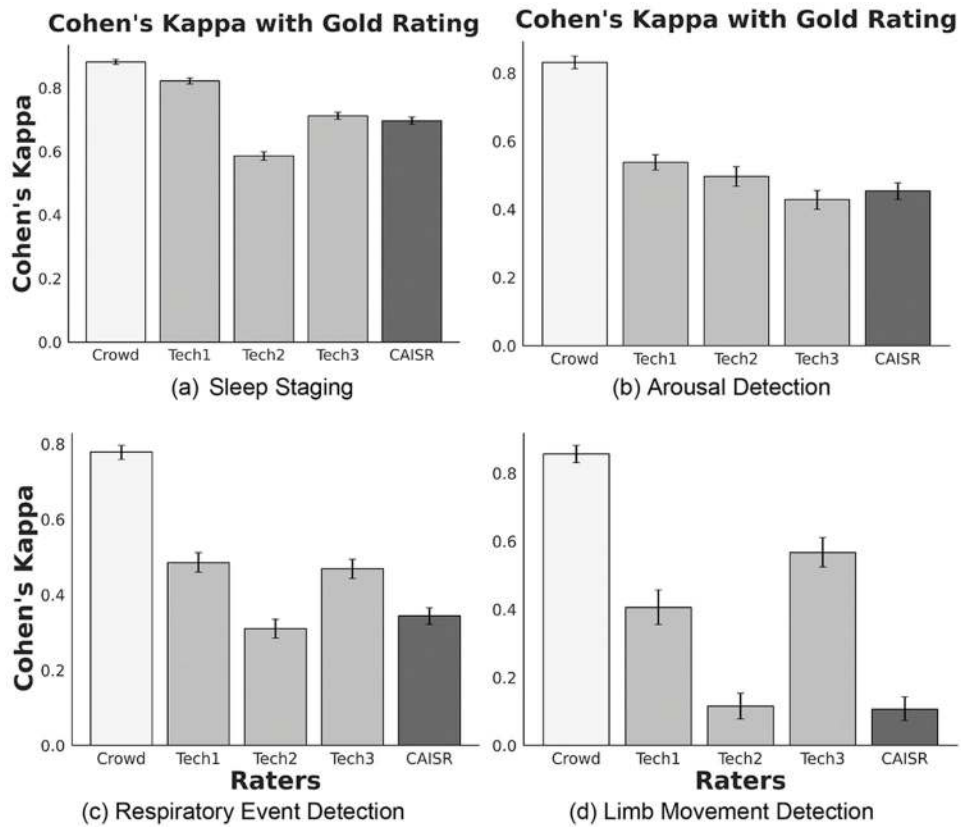 Cohen's Kappa with Gold Rating
Cohen's Kappa
0.8
0.6
0.4
0.2
0.0
Crowd Tech1 Tech2 Tech3 CAISR
(a) Sleep Staging
Cohen's Kappa with Gold Rating
0.8
0.6
0.4
0.2
0.0
Crowd Tech1 Tech2 Tech3 CAISR
(b) Arousal Detection
Cohen's Kappa
0.8
0.6
0.4
0.2
0.0
Crowd Tech1 Tech2 Tech3 CAISR
Raters
(c) Respiratory Event Detection
0.8
0.6
0.4
0.2
0.0
Crowd Tech1 Tech2 Tech3 CAISR
Raters
(d) Limb Movement Detection